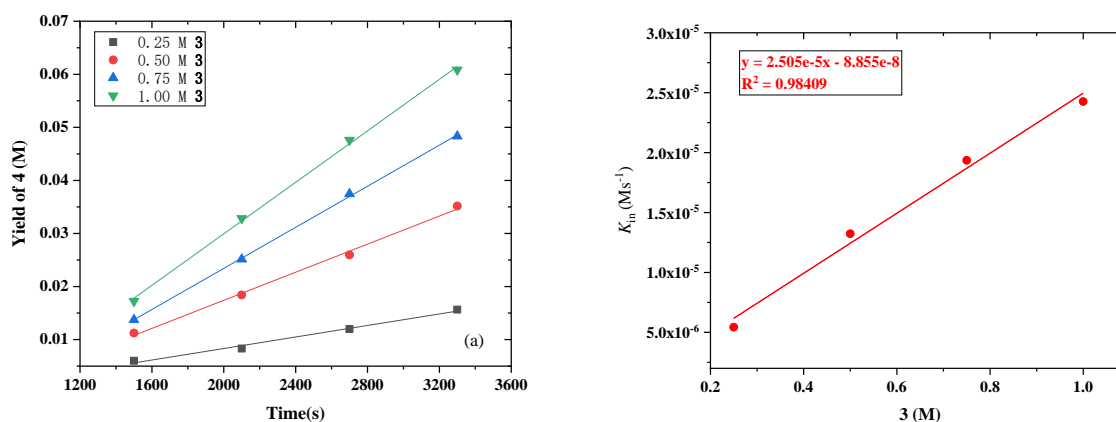 0.07
0.06
0.05
0.04
0.03
0.02
0.01
Yield of 4 (M)
0.25 M 3
0.50 M 3
0.75 M 3
1.00 M 3
(a)
1200 1600 2000 2400 2800 3200 3600
Time(s)
3.0x10⁻⁵
2.5x10⁻⁵
2.0x10⁻⁵
1.5x10⁻⁵
1.0x10⁻⁵
5.0x10⁻⁶
K_in (Ms⁻¹)
y = 2.505e-5x - 8.855e-8
R² = 0.98409
0.2 0.4 0.6 0.8 1.0
3 (M)